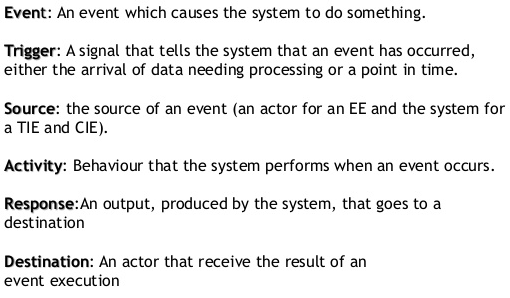 Event: An event which causes the system to do something.
Trigger: A signal that tells the system that an event has occurred,
either the arrival of data needing processing or a point in time.
Source: the source of an event (an actor for an EE and the system for
a TIE and CIE).
Activity: Behaviour that the system performs when an event occurs.
Response:An output, produced by the system, that goes to a
destination
Destination: An actor that receive the result of an
event execution